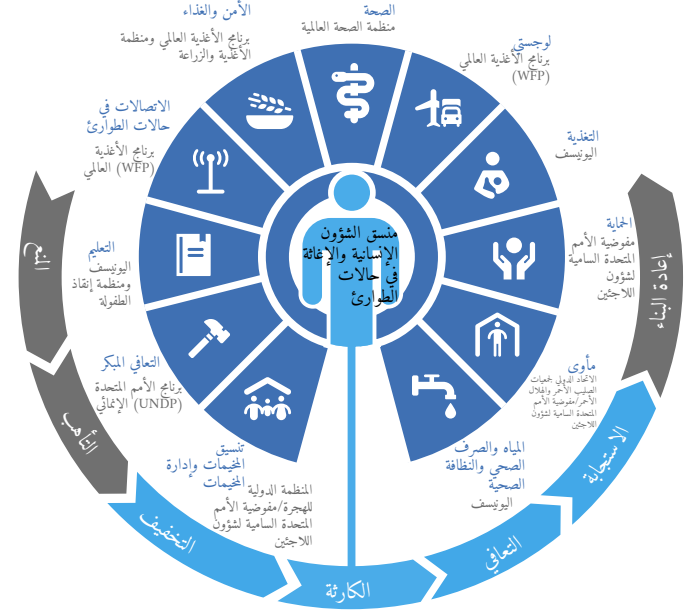 الصحة
منظمة الصحة العالمية
لوجستي
برنامج الأغذية العالمي
(WFP)
التغذية
اليونيسف
الحماية
مفوضية الأمم
المتحدة السامية
لشؤون
اللاجئين
مأوى
الاتحاد الدولي لجمعيات
الصليب الأحمر والهلال
الأحمر/مفوضية الأمم
المتحدة السامية لشؤون
اللاجئين
المياه والصرف
الصحي والنظافة
الصحية
اليونيسف
تنسيق
المخيمات وإدارة
المخيمات
المنظمة الدولية
للهجرة/مفوضية الأمم
المتحدة السامية لشؤون
اللاجئين
التعافي المبكر
برنامج الأمم المتحدة
الإنمائي (UNDP)
التعليم
اليونيسف
ومنظمة إنقاذ
الطفولة
الاتصالات في
حالات الطوارئ
برنامج الأغذية
العالمي (WFP)
الأمن والغذاء
برنامج الأغذية العالمي ومنظمة
الأغذية والزراعة
منسق الشؤون
الإنسانية والإغاثة
في حالات
الطوارئ
المنع
التأهب
التخفيف
الكارثة
التعافي
الاستجابة
إعادة البناء